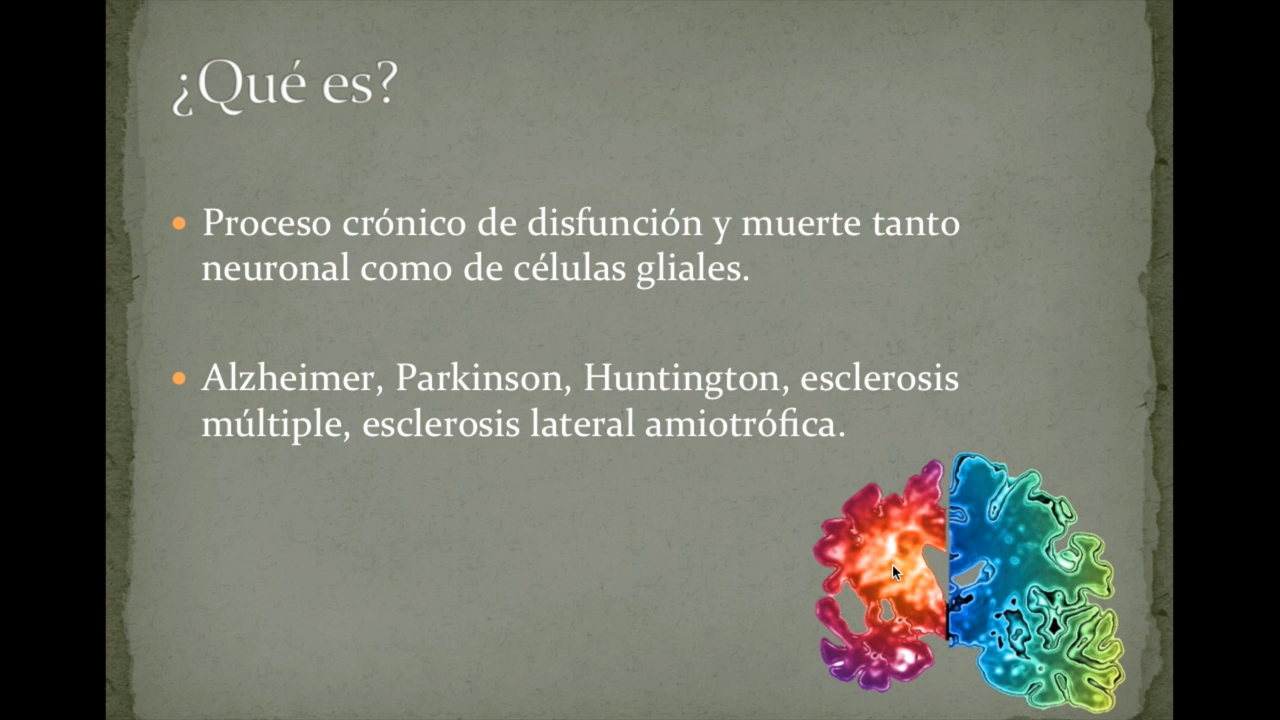 ¿Qué es?
• Proceso crónico de disfunción y muerte tanto
neuronal como de células gliales.
• Alzheimer, Parkinson, Huntington, esclerosis
múltiple, esclerosis lateral amiotrófica.